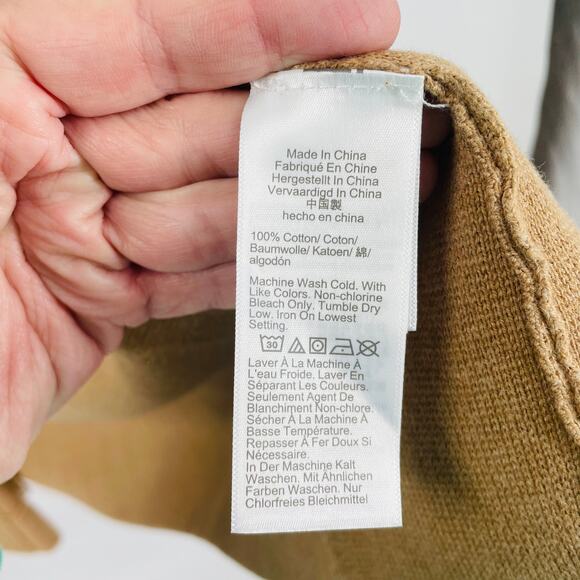 Made In China
Fabriqué En Chine
Hergestellt In China
Vervaardigd In China
中国製
hecho en china
100% Cotton/ Coton/
Baumwolle/ Katoen/ 綿/
algodón
Machine Wash Cold. With
Like Colors. Non-chlorine
Bleach Only. Tumble Dry
Low. Iron On Lowest
Setting.
30
Laver À La Machine À
L'eau Froide. Laver En
Séparant Les Couleurs.
Seulement Agent De
Blanchiment Non-chlore.
Sécher À La Machine À
Basse Température.
Repasser À Fer Doux Si
Nécessaire.
In Der Maschine Kalt
Waschen. Mit Ähnlichen
Farben Waschen. Nur
Chlorfreies Bleichmittel